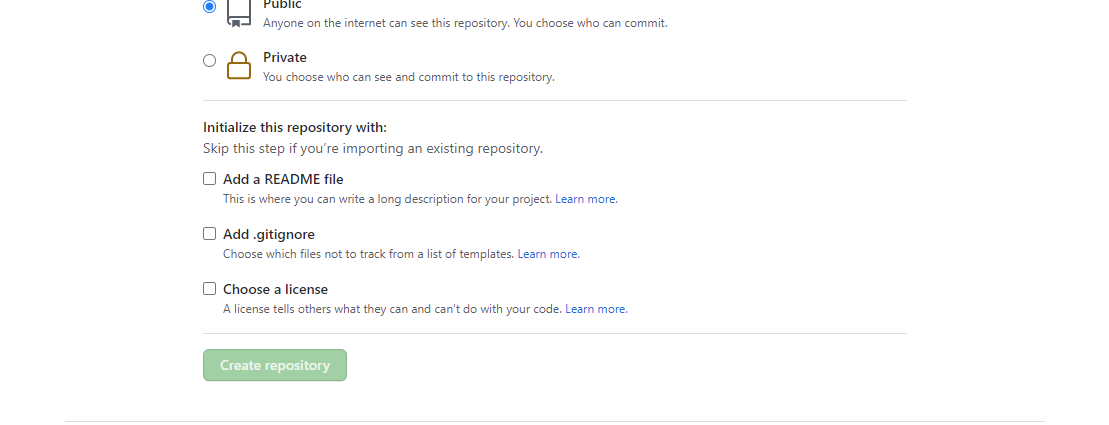 Public
Anyone on the internet can see this repository. You choose who can commit.
Private
You choose who can see and commit to this repository.
Initialize this repository with:
Skip this step if you’re importing an existing repository.
Add a README file
This is where you can write a long description for your project. Learn more.
Add .gitignore
Choose which files not to track from a list of templates. Learn more.
Choose a license
A license tells others what they can and can't do with your code. Learn more.
Create repository